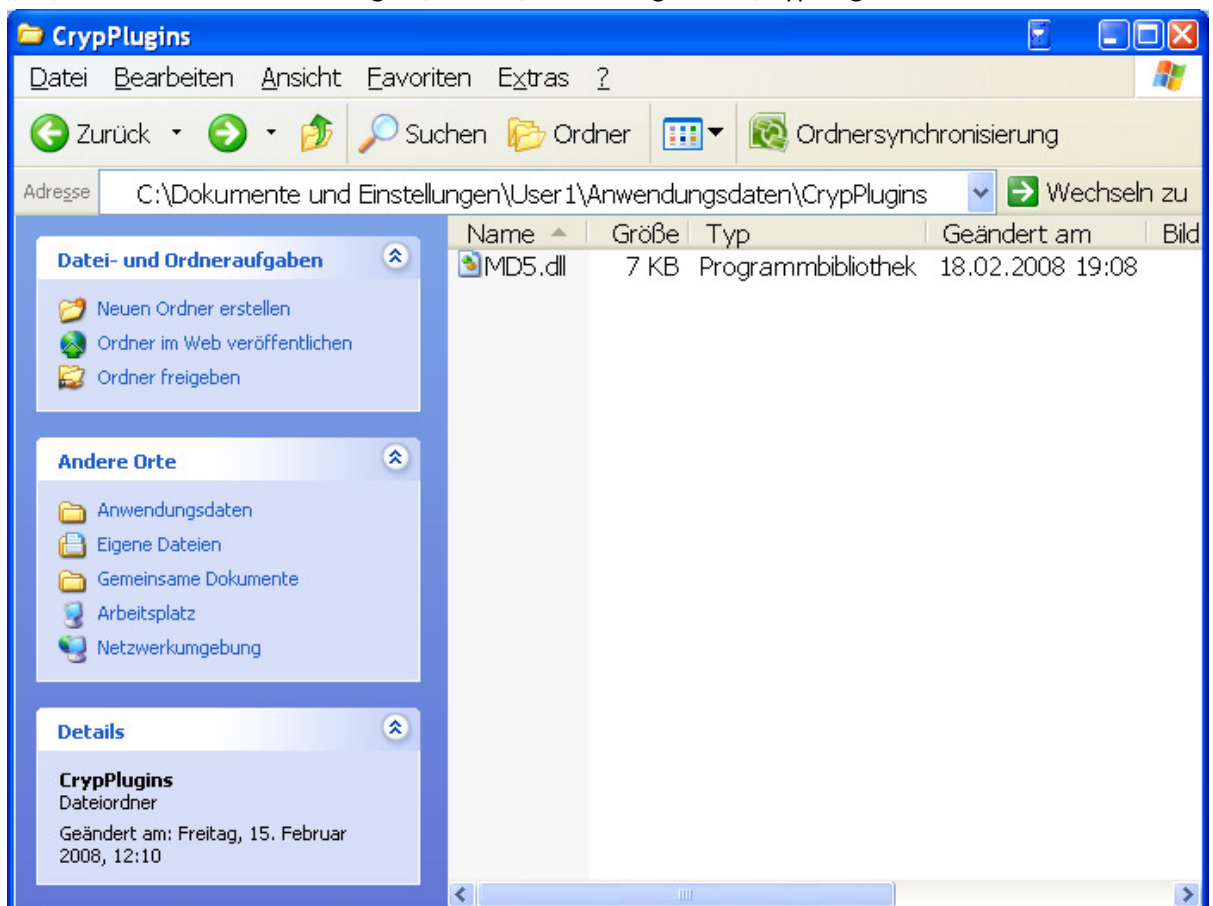 CrypPlugins
Datei Bearbeiten Ansicht Favoriten Extras ?
Zurück Suchen Ordner Ordnersynchronisierung
Adresse C:\Dokumente und Einstellungen\User1\Anwendungsdaten\CrypPlugins Wechseln zu
Name Größe Typ Geändert am Bild
MD5.dll 7 KB Programmbibliothek 18.02.2008 19:08
Datei- und Ordneraufgaben
Neuen Ordner erstellen
Ordner im Web veröffentlichen
Ordner freigeben
Andere Orte
Anwendungsdaten
Eigene Dateien
Gemeinsame Dokumente
Arbeitsplatz
Netzwerkumgebung
Details
CrypPlugins
Dateiordner
Geändert am: Freitag, 15. Februar
2008, 12:10